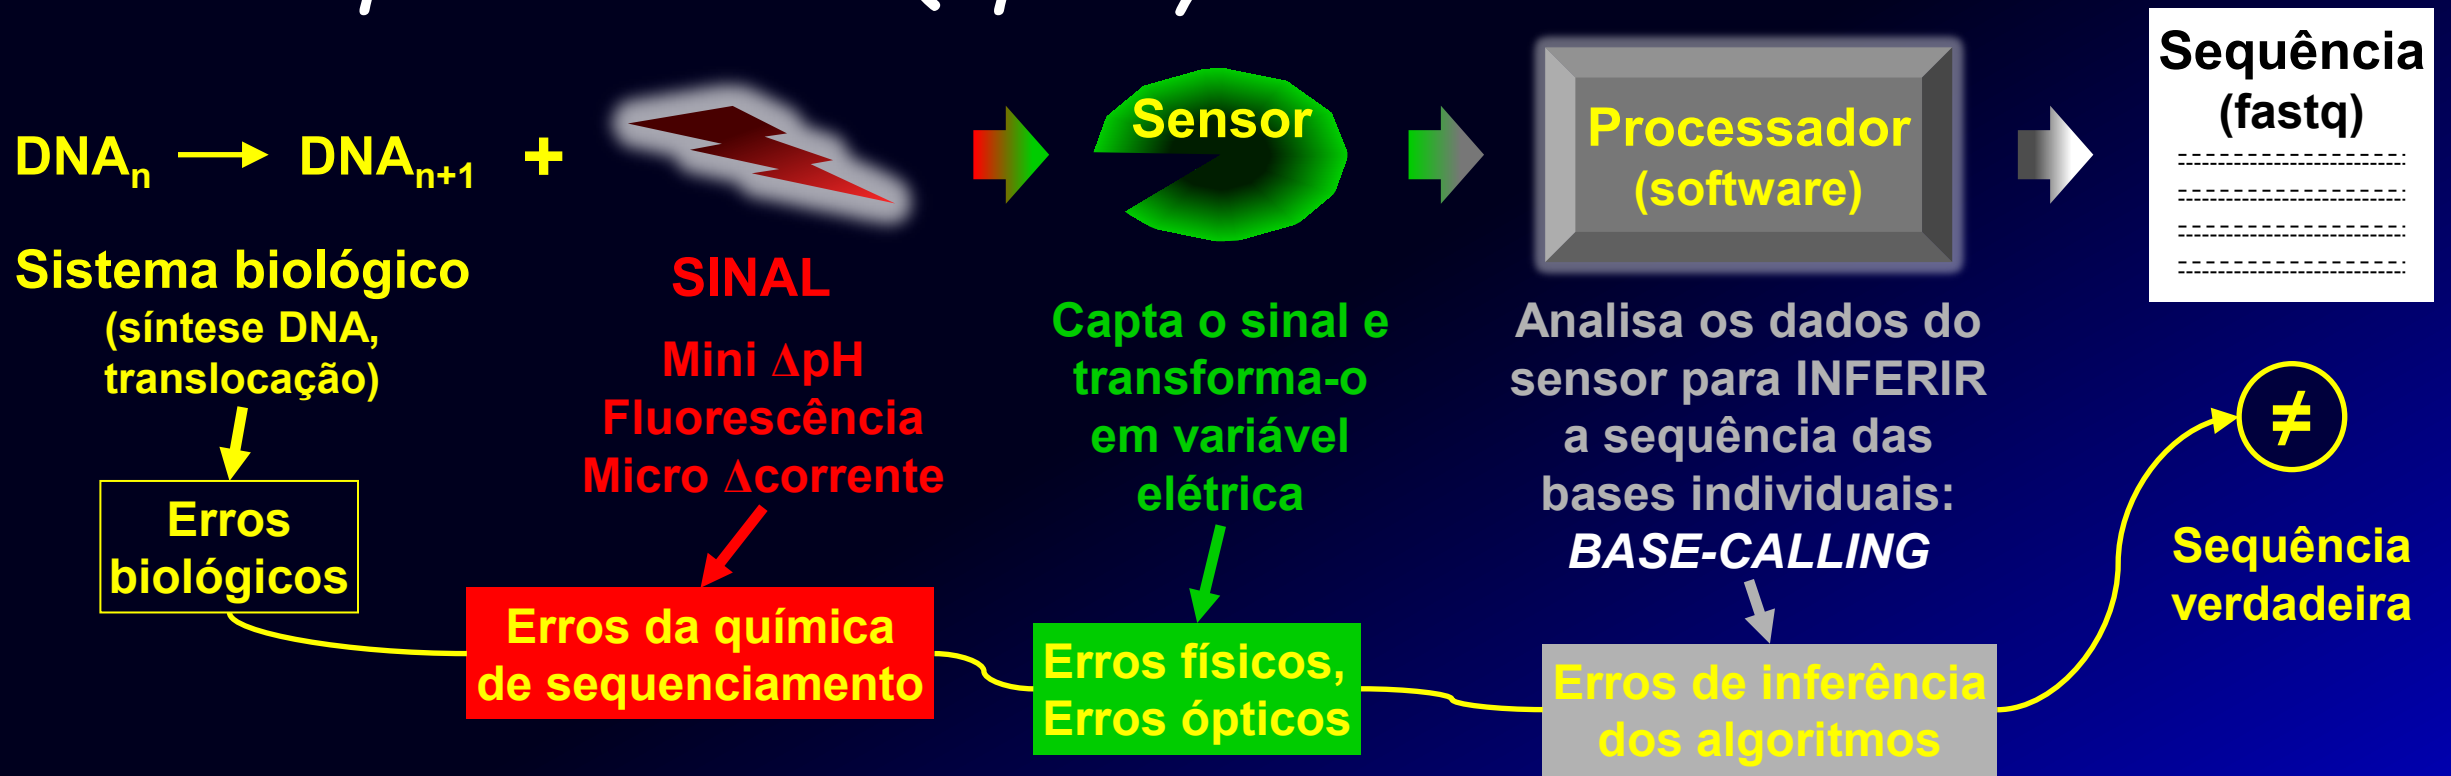 DNAn → DNAn+1 +
Sistema biológico
(síntese DNA,
translocação)
Erros
biológicos
SINAL
Mini ΔpH
Fluorescência
Micro Δcorrente
Erros da química
de sequenciamento
Sensor
Capta o sinal e
transforma-o
em variável
elétrica
Erros físicos,
Erros ópticos
Processador
(software)
Analisa os dados do
sensor para INFERIR
a sequência das
bases individuais:
BASE-CALLING
Erros de inferência
dos algoritmos
Sequência
(fastq)
≠
Sequência
verdadeira